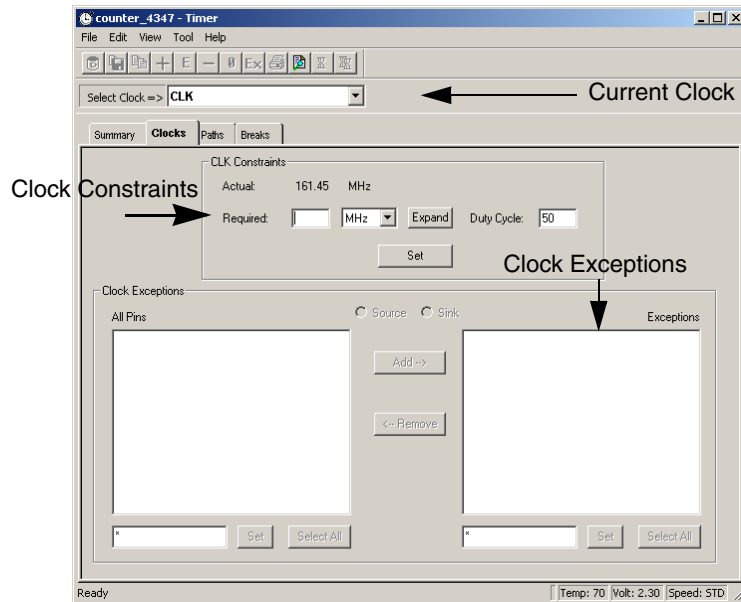 counter_4347 - Timer
File Edit View Tool Help
E Ex
Select Clock => CLK
Current Clock
Summary Clocks Paths Breaks
CLK Constraints
Clock Constraints
Actual: 161.45 MHz
Required: MHz Expand Duty Cycle: 50
Set
Clock Exceptions
Clock Exceptions
All Pins Source Sink Exceptions
Add -->
<-- Remove
* Set Select All * Set Select All
Ready Temp: 70 Volt: 2.30 Speed: STD